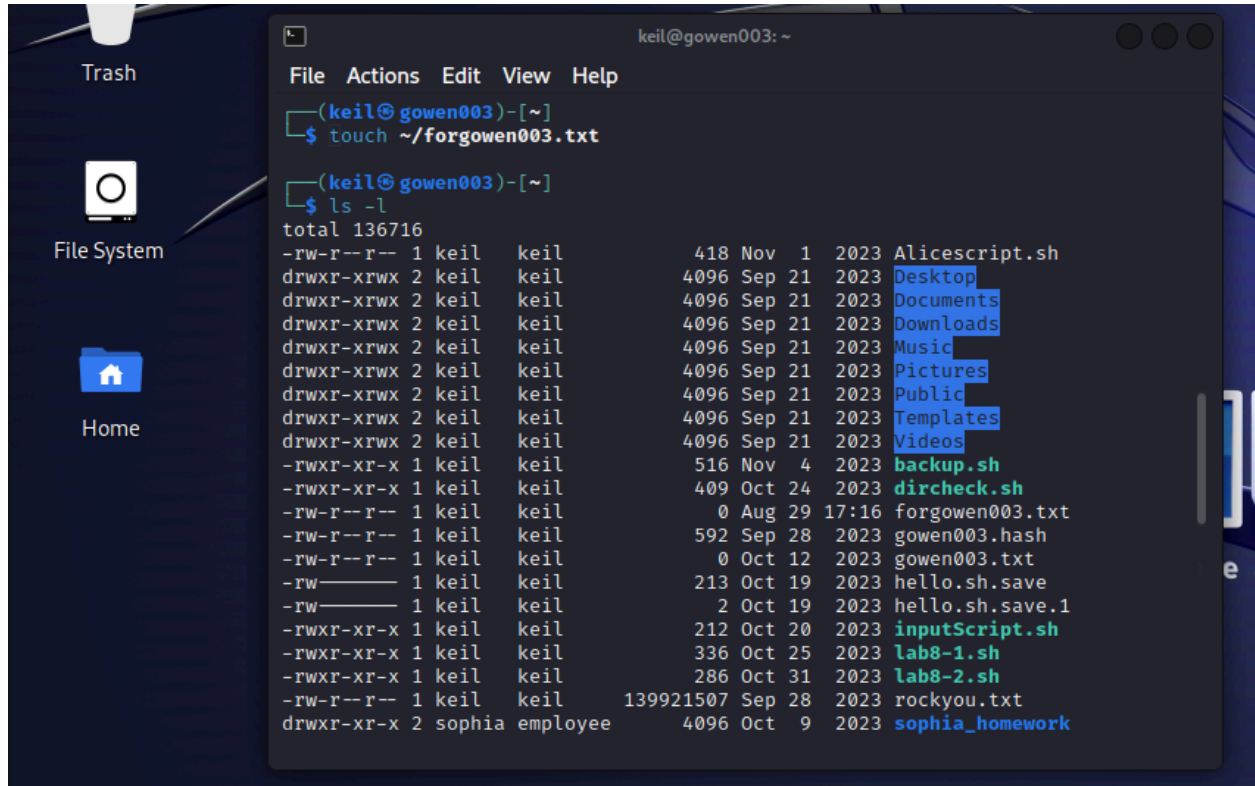 Trash
File System
Home
keil@gowen003: ~
File Actions Edit View Help
┌──(keil㉿gowen003)-[~]
└─$ touch ~/forgowen003.txt
┌──(keil㉿gowen003)-[~]
└─$ ls -l
total 136716
-rw-r--r-- 1 keil keil 418 Nov 1 2023 Alicescript.sh
drwxr-xrwx 2 keil keil 4096 Sep 21 2023 Desktop
drwxr-xrwx 2 keil keil 4096 Sep 21 2023 Documents
drwxr-xrwx 2 keil keil 4096 Sep 21 2023 Downloads
drwxr-xrwx 2 keil keil 4096 Sep 21 2023 Music
drwxr-xrwx 2 keil keil 4096 Sep 21 2023 Pictures
drwxr-xrwx 2 keil keil 4096 Sep 21 2023 Public
drwxr-xrwx 2 keil keil 4096 Sep 21 2023 Templates
drwxr-xrwx 2 keil keil 4096 Sep 21 2023 Videos
-rwxr-xr-x 1 keil keil 516 Nov 4 2023 backup.sh
-rwxr-xr-x 1 keil keil 409 Oct 24 2023 dircheck.sh
-rw-r--r-- 1 keil keil 0 Aug 29 17:16 forgowen003.txt
-rw-r--r-- 1 keil keil 592 Sep 28 2023 gowen003.hash
-rw-r--r-- 1 keil keil 0 Oct 12 2023 gowen003.txt
-rw------- 1 keil keil 213 Oct 19 2023 hello.sh.save
-rw------- 1 keil keil 2 Oct 19 2023 hello.sh.save.1
-rwxr-xr-x 1 keil keil 212 Oct 20 2023 inputScript.sh
-rwxr-xr-x 1 keil keil 336 Oct 25 2023 lab8-1.sh
-rwxr-xr-x 1 keil keil 286 Oct 31 2023 lab8-2.sh
-rw-r--r-- 1 keil keil 139921507 Sep 28 2023 rockyou.txt
drwxr-xr-x 2 sophia employee 4096 Oct 9 2023 sophia_homework